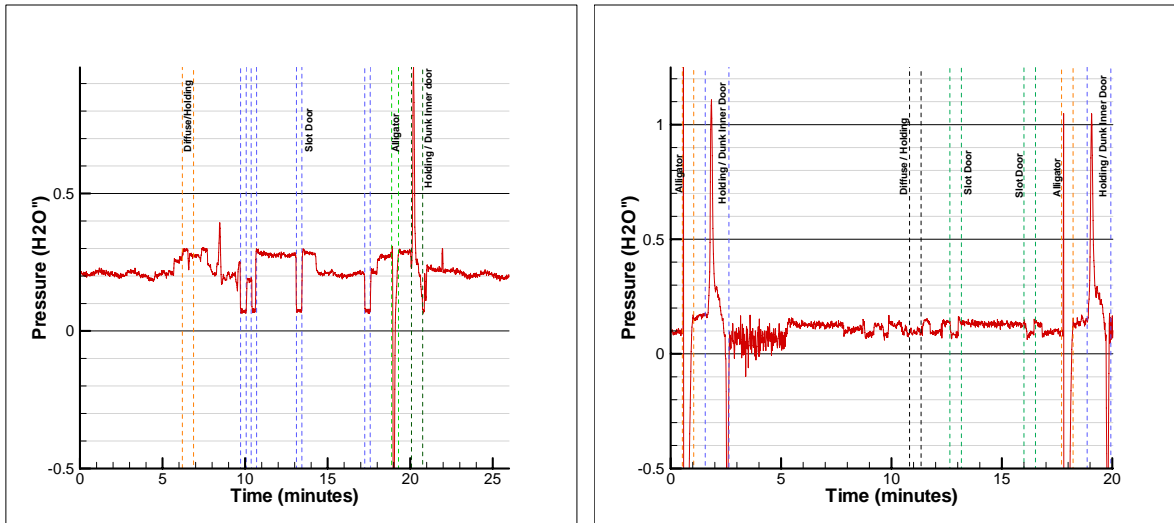 Pressure (H2O")
0.5
0
-0.5
0
5
10
15
20
25
Time (minutes)
Diffuse/Holding
Slot Door
Alligator
Holding / Dunk Inner door
Pressure (H2O")
1
0.5
0
-0.5
0
5
10
15
20
Time (minutes)
Alligator
Holding / Dunk Inner Door
Diffuse / Holding
Slot Door
Slot Door
Alligator
Holding / Dunk Inner Door